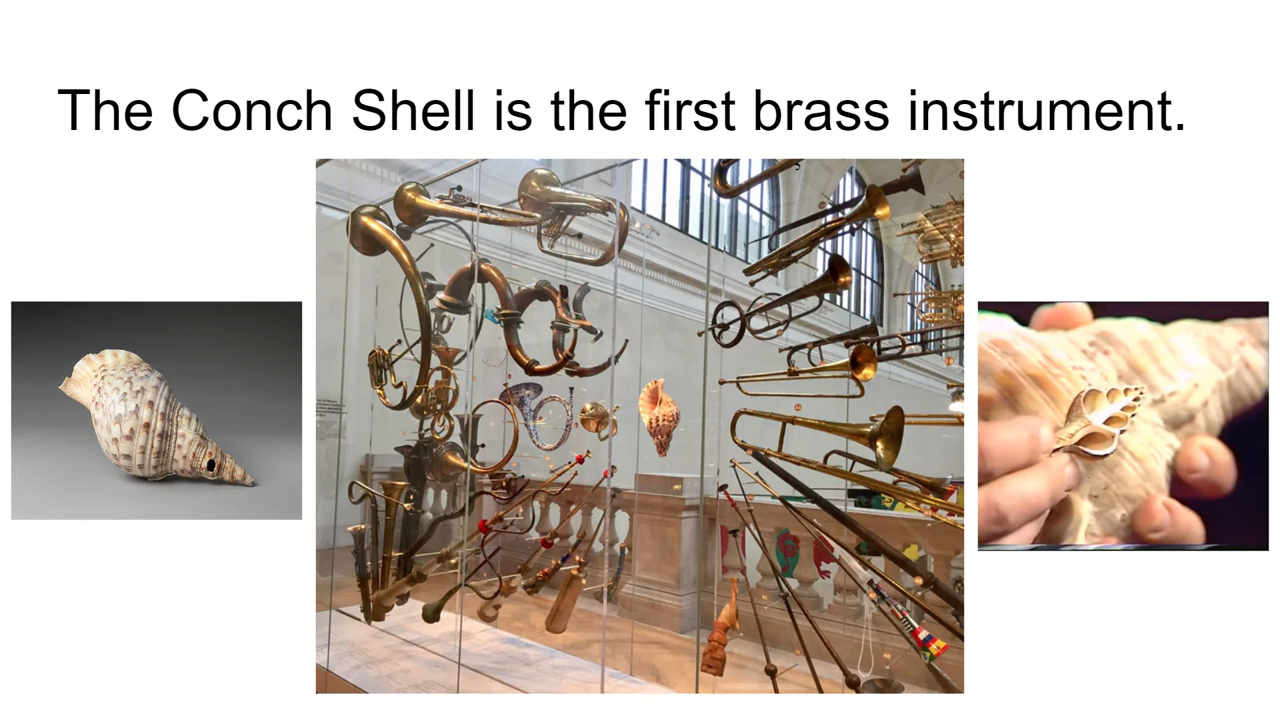 The Conch Shell is the first brass instrument.